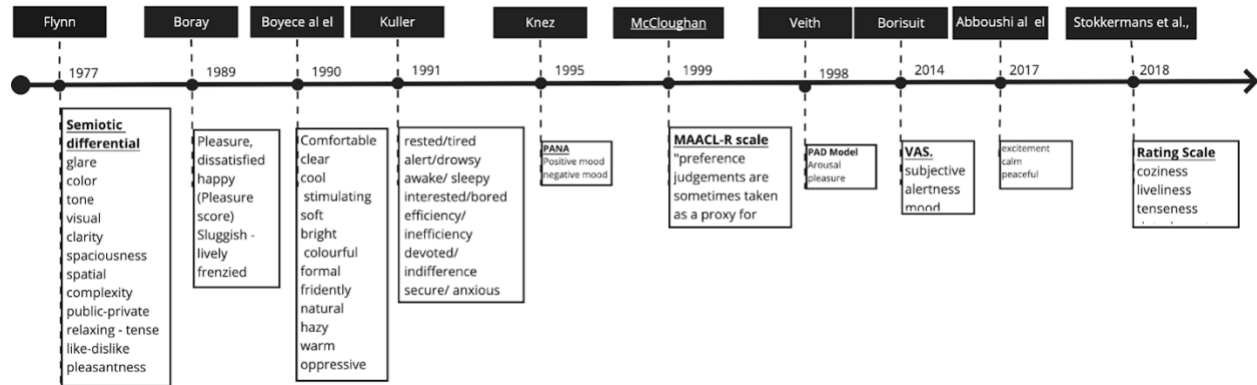 Flynn
Boray
Boyece al el
Kuller
Knez
McCloughan
Veith
Borisuit
Abboushi al el
Stokkermans et al.,
1977
1989
1990
1991
1995
1999
1998
2014
2017
2018
Semiotic
differential
glare
color
tone
visual
clarity
spaciousness
spatial
complexity
public-private
relaxing - tense
like-dislike
pleasantness
Pleasure,
dissatisfied
happy
(Pleasure
score)
Sluggish -
lively
frenzied
Comfortable
clear
cool
stimulating
soft
bright
colourful
formal
fridently
natural
hazy
warm
oppressive
rested/tired
alert/drowsy
awake/ sleepy
interested/bored
efficiency/
inefficiency
devoted/
indifference
secure/ anxious
PANA
Positive mood
negative mood
MAACL-R scale
"preference
judgements are
sometimes taken
as a proxy for
PAD Model
Arousal
pleasure
VAS.
subjective
alertness
mood
excitement
calm
peaceful
Rating Scale
coziness
liveliness
tenseness